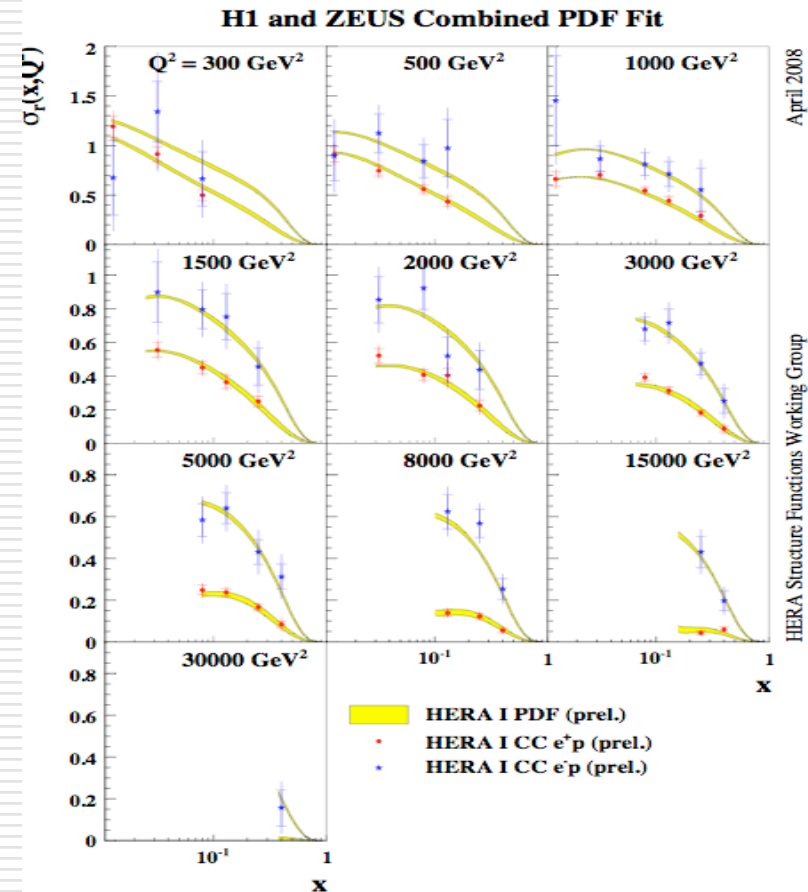 H1 and ZEUS Combined PDF Fit
σr(x,Q²)
April 2008
Q² = 300 GeV²
500 GeV²
1000 GeV²
2
1.5
1
0.5
0
1500 GeV²
2000 GeV²
3000 GeV²
1
0.8
0.6
0.4
0.2
0
5000 GeV²
8000 GeV²
15000 GeV²
0.8
0.6
0.4
0.2
0
10⁻¹
1
10⁻¹
1
x
30000 GeV²
0.8
0.6
0.4
0.2
0
10⁻¹
1
x
HERA I PDF (prel.)
HERA I CC e⁺p (prel.)
HERA I CC e⁻p (prel.)
HERA Structure Functions Working Group